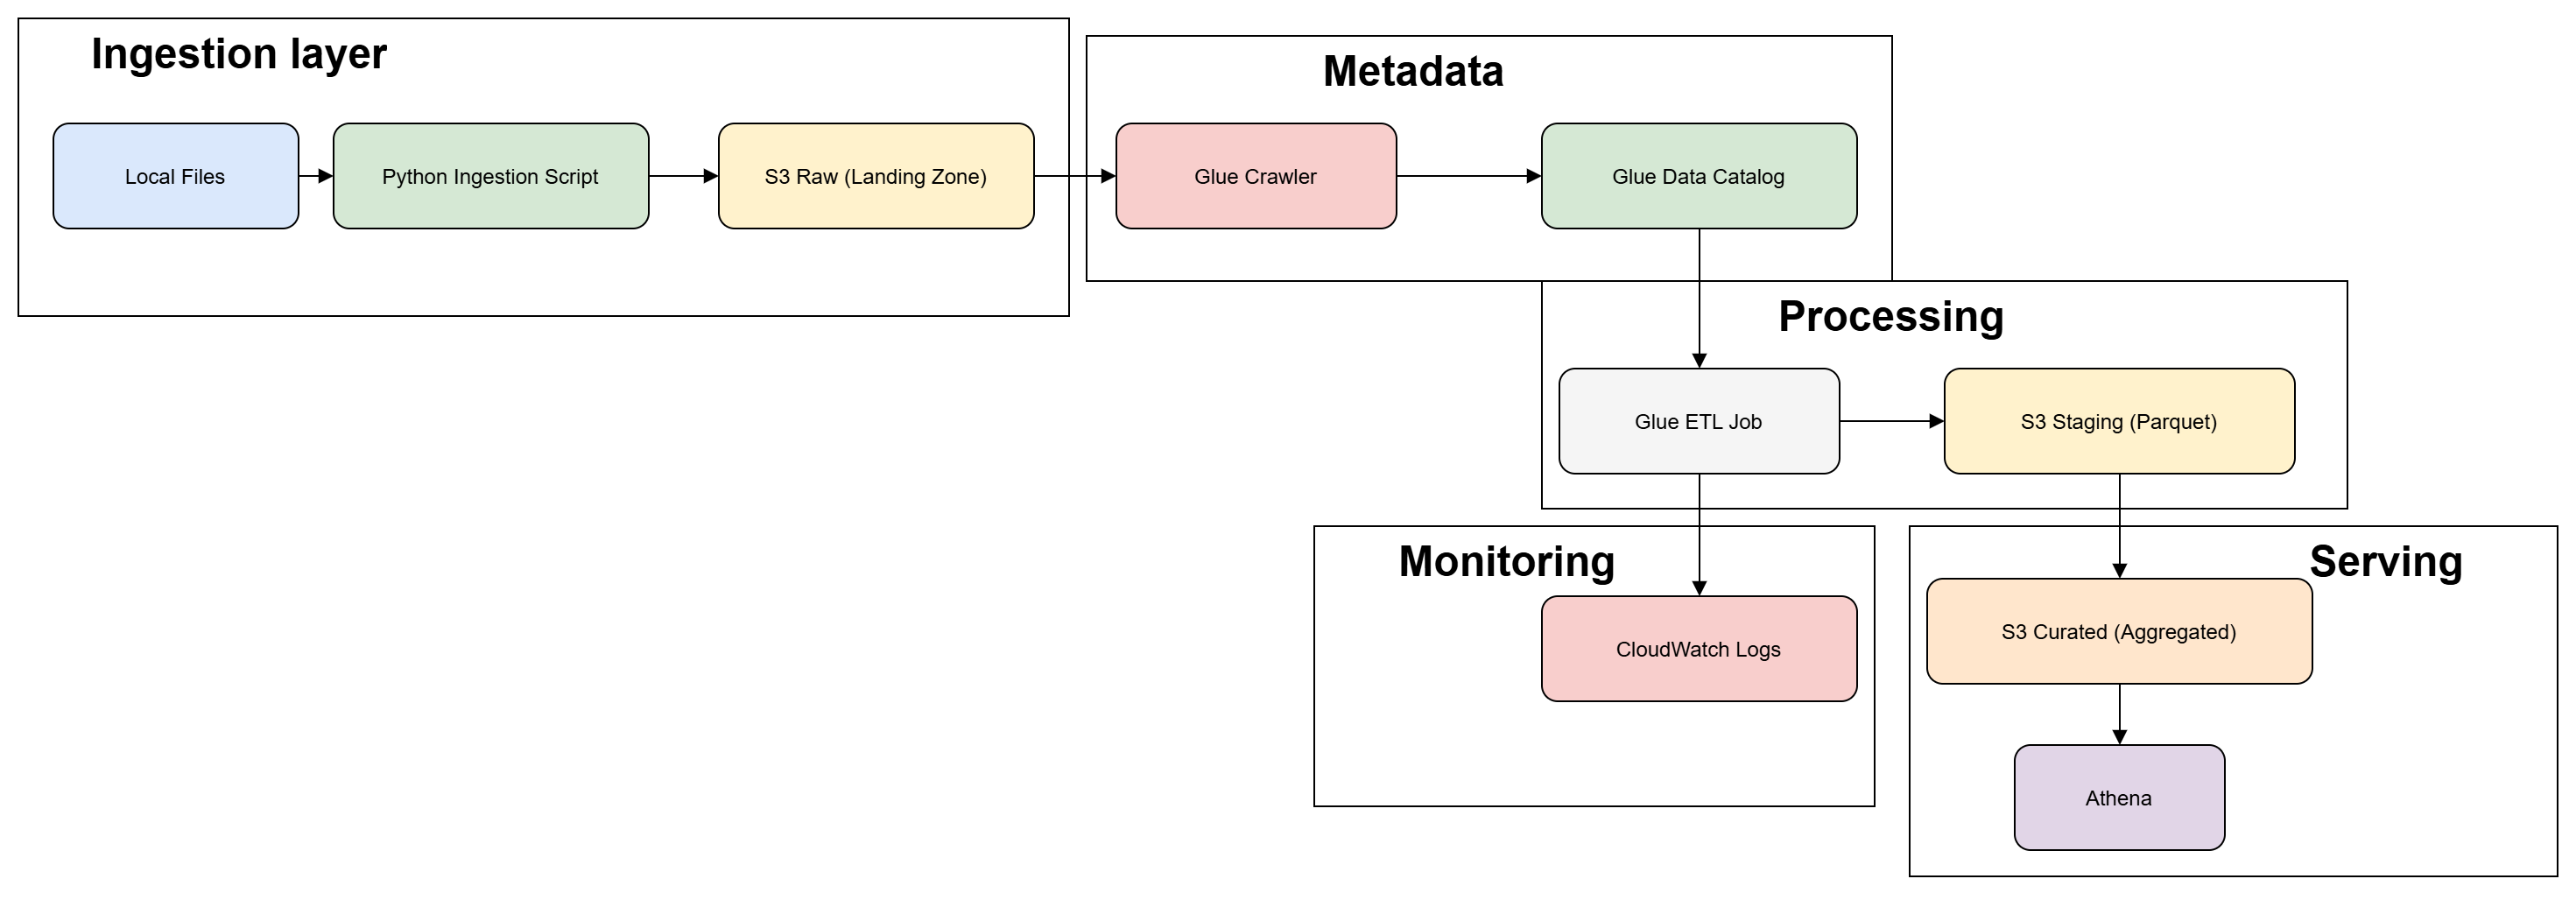 Ingestion layer
Local Files
Python Ingestion Script
S3 Raw (Landing Zone)
Metadata
Glue Crawler
Glue Data Catalog
Processing
Glue ETL Job
S3 Staging (Parquet)
Monitoring
CloudWatch Logs
Serving
S3 Curated (Aggregated)
Athena